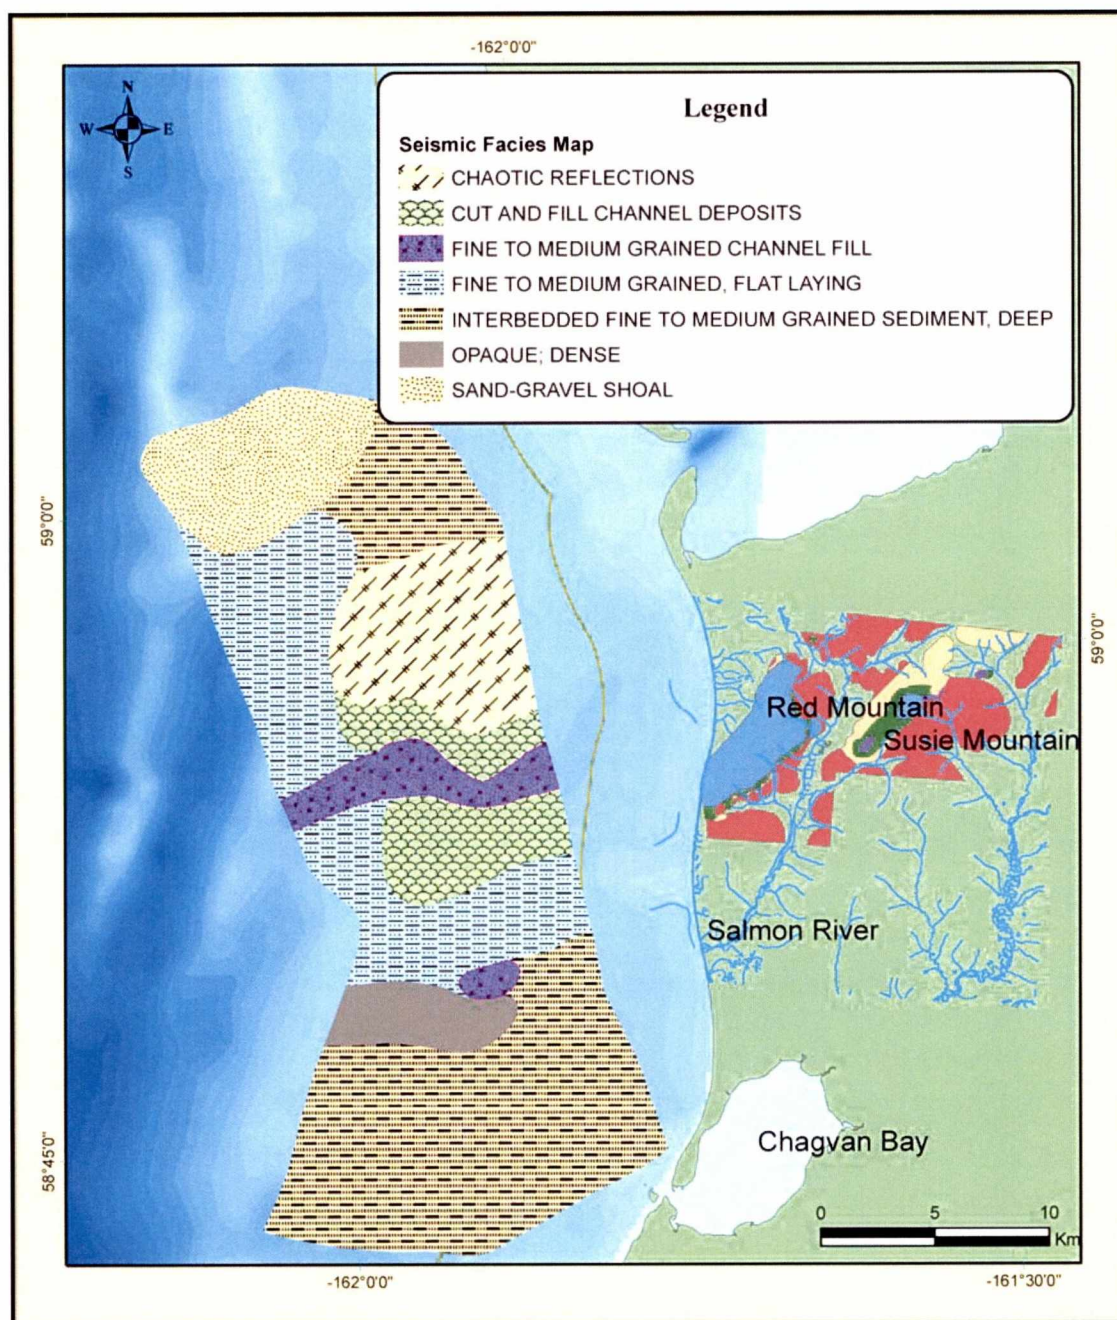 -162°0'0"
N
W E
S
Legend
Seismic Facies Map
CHAOTIC REFLECTIONS
CUT AND FILL CHANNEL DEPOSITS
FINE TO MEDIUM GRAINED CHANNEL FILL
FINE TO MEDIUM GRAINED, FLAT LAYING
INTERBEDDED FINE TO MEDIUM GRAINED SEDIMENT, DEEP
OPAQUE; DENSE
SAND-GRAVEL SHOAL
59°0'0"
59°0'0"
Red Mountain
Susie Mountain
Salmon River
58°45'0"
Chagvan Bay
0 5 10
Km
-162°0'0"
-161°30'0"